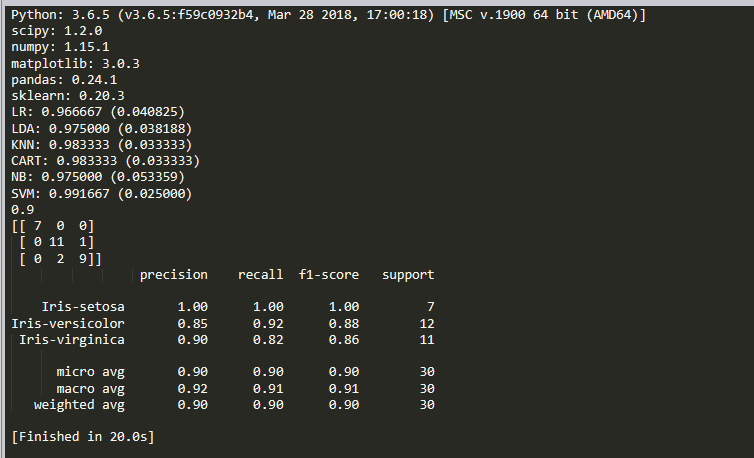 Python: 3.6.5 (v3.6.5:f59c0932b4, Mar 28 2018, 17:00:18) [MSC v.1900 64 bit (AMD64)]
scipy: 1.2.0
numpy: 1.15.1
matplotlib: 3.0.3
pandas: 0.24.1
sklearn: 0.20.3
LR: 0.966667 (0.040825)
LDA: 0.975000 (0.038188)
KNN: 0.983333 (0.033333)
CART: 0.983333 (0.033333)
NB: 0.975000 (0.053359)
SVM: 0.991667 (0.025000)
0.9
[[ 7  0  0]
 [ 0 11  1]
 [ 0  2  9]]
                 precision    recall  f1-score   support

    Iris-setosa       1.00      1.00      1.00         7
Iris-versicolor       0.85      0.92      0.88        12
 Iris-virginica       0.90      0.82      0.86        11

      micro avg       0.90      0.90      0.90        30
      macro avg       0.92      0.91      0.91        30
   weighted avg       0.90      0.90      0.90        30

[Finished in 20.0s]